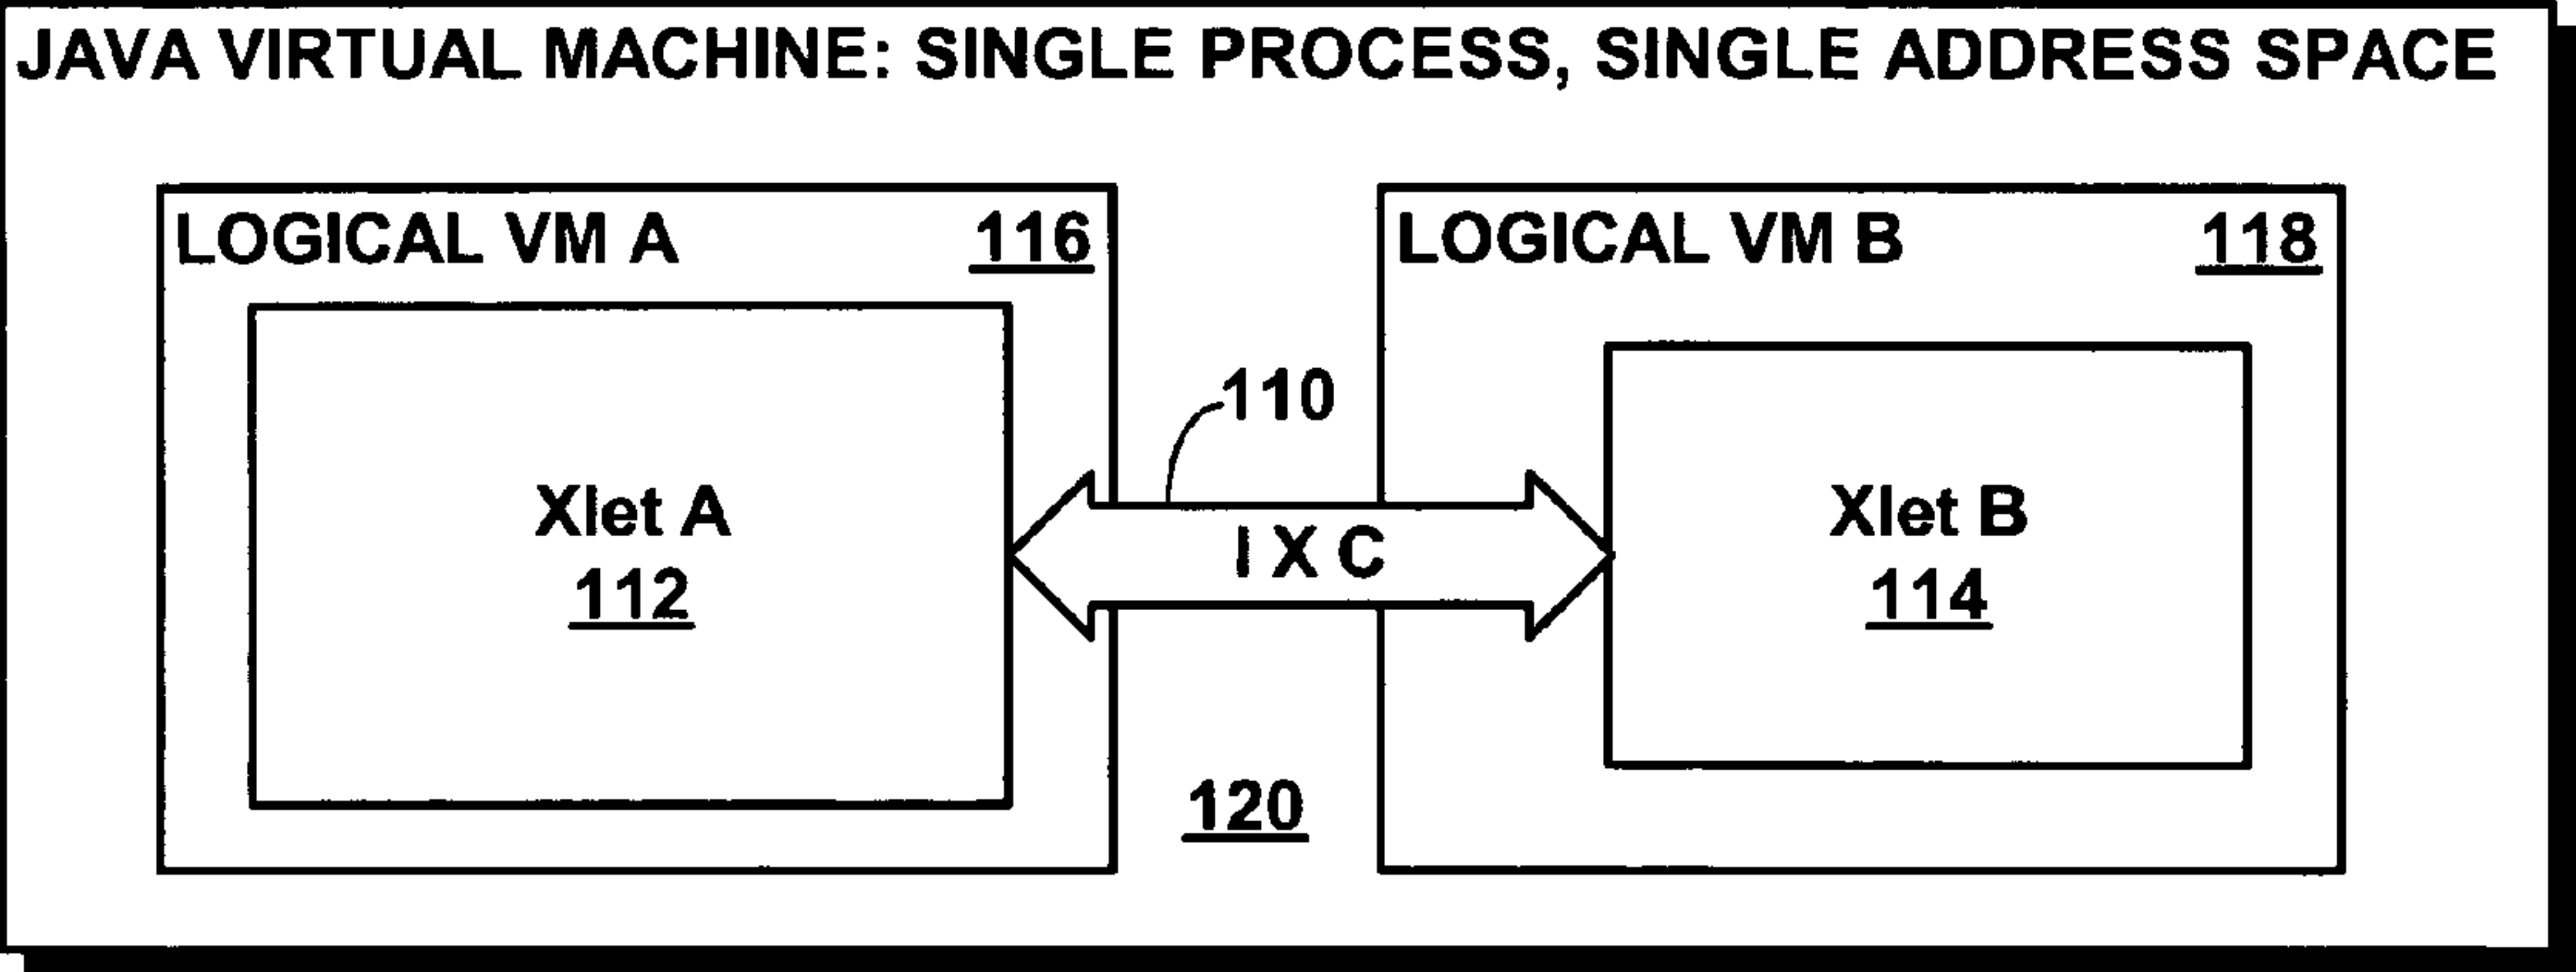 JAVA VIRTUAL MACHINE: SINGLE PROCESS, SINGLE ADDRESS SPACE
LOGICAL VM A 116
LOGICAL VM B 118
110
Xlet A
112
I X C
Xlet B
114
120